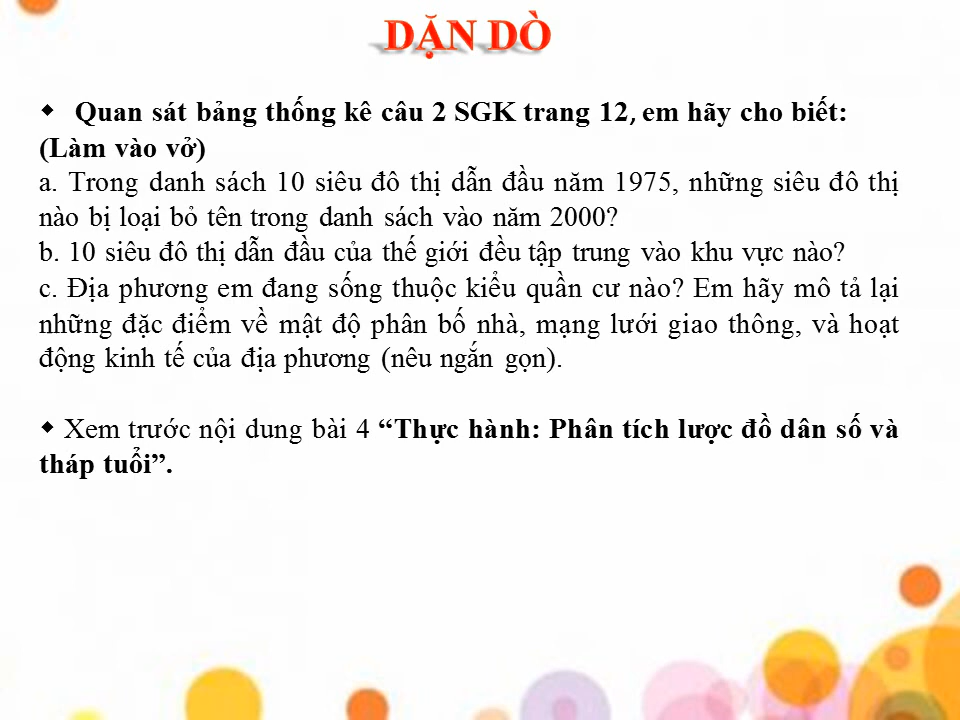 DẶN DÒ
◆ Quan sát bảng thống kê câu 2 SGK trang 12, em hãy cho biết:
(Làm vào vở)
a. Trong danh sách 10 siêu đô thị dẫn đầu năm 1975, những siêu đô thị
nào bị loại bỏ tên trong danh sách vào năm 2000?
b. 10 siêu đô thị dẫn đầu của thế giới đều tập trung vào khu vực nào?
c. Địa phương em đang sống thuộc kiểu quần cư nào? Em hãy mô tả lại
những đặc điểm về mật độ phân bố nhà, mạng lưới giao thông, và hoạt
động kinh tế của địa phương (nêu ngắn gọn).
◆ Xem trước nội dung bài 4 “Thực hành: Phân tích lược đồ dân số và
tháp tuổi”.